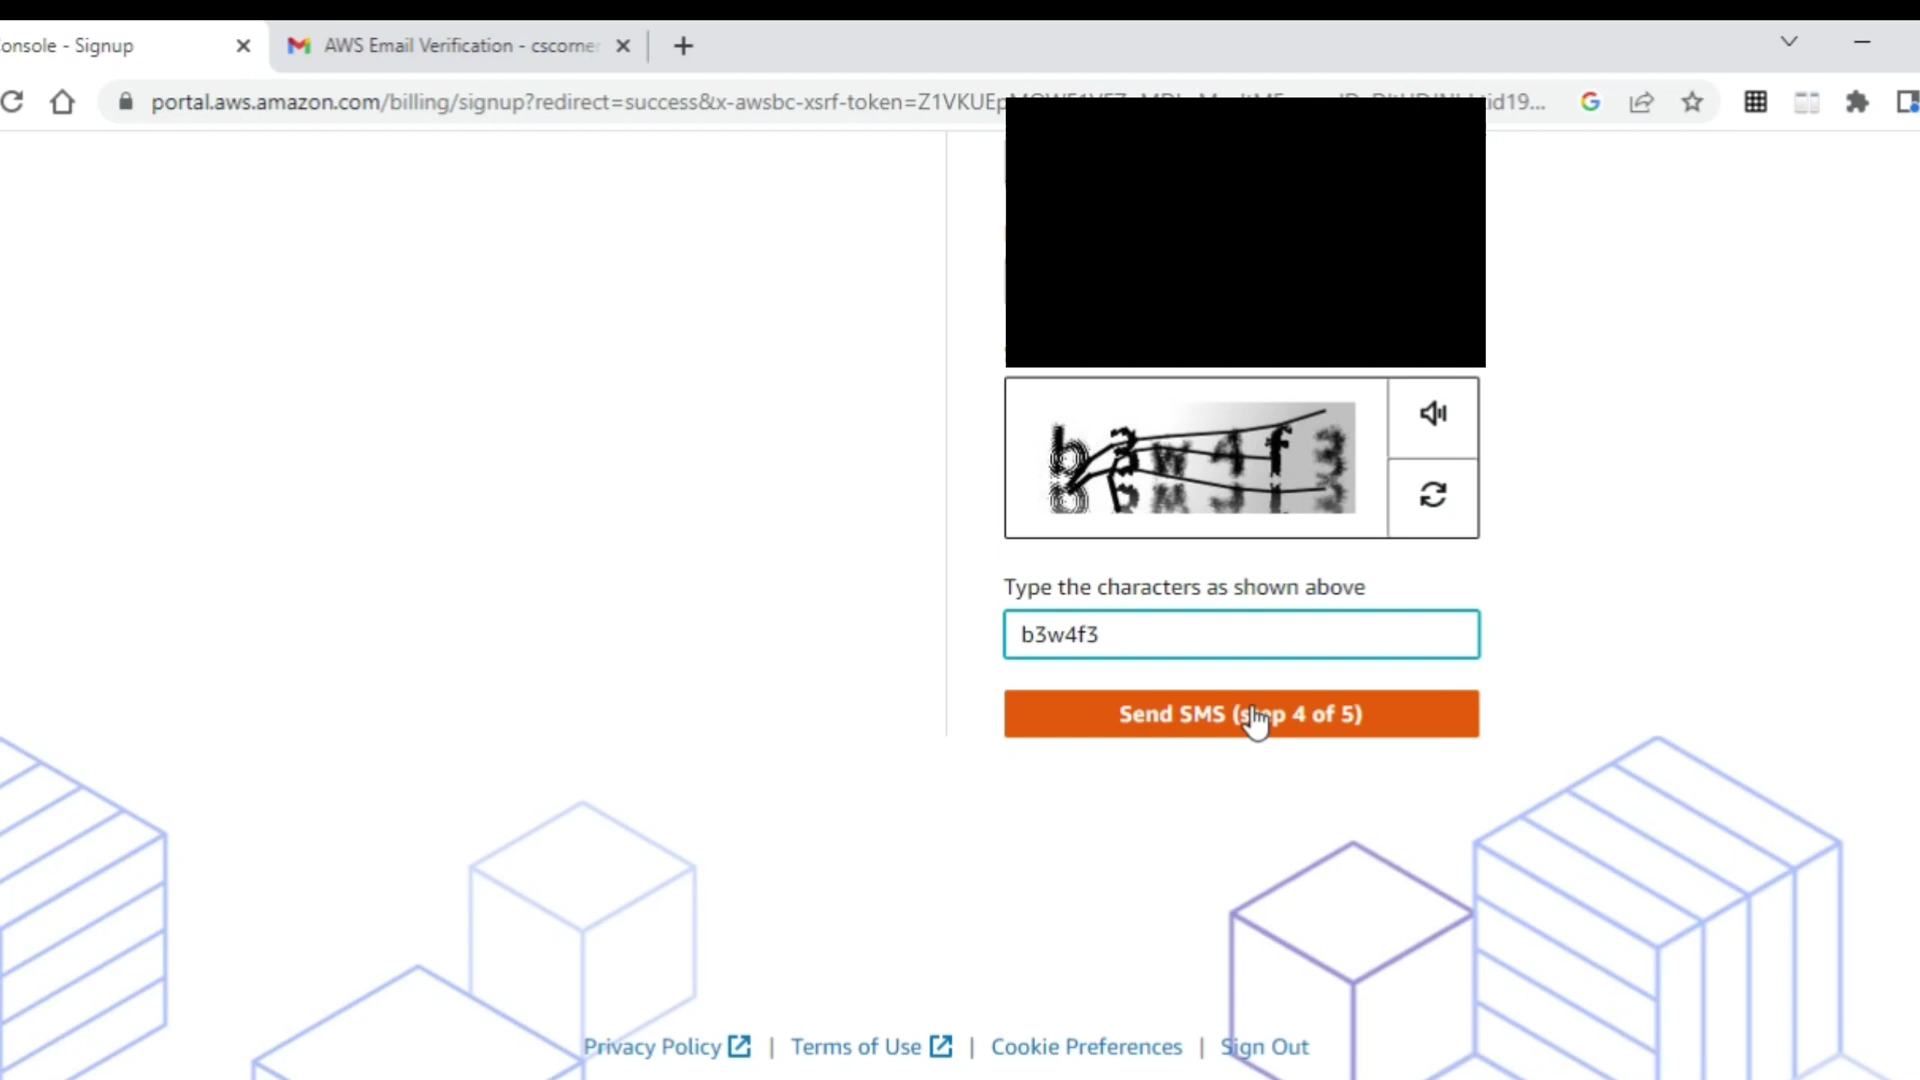 onsole - Signup
AWS Email Verification - cscorner
portal.aws.amazon.com/billing/signup?redirect=success&x-awsbc-xsrf-token=Z1VKUEp
id19...
Type the characters as shown above
b3w4f3
Send SMS (step 4 of 5)
Privacy Policy | Terms of Use | Cookie Preferences | Sign Out